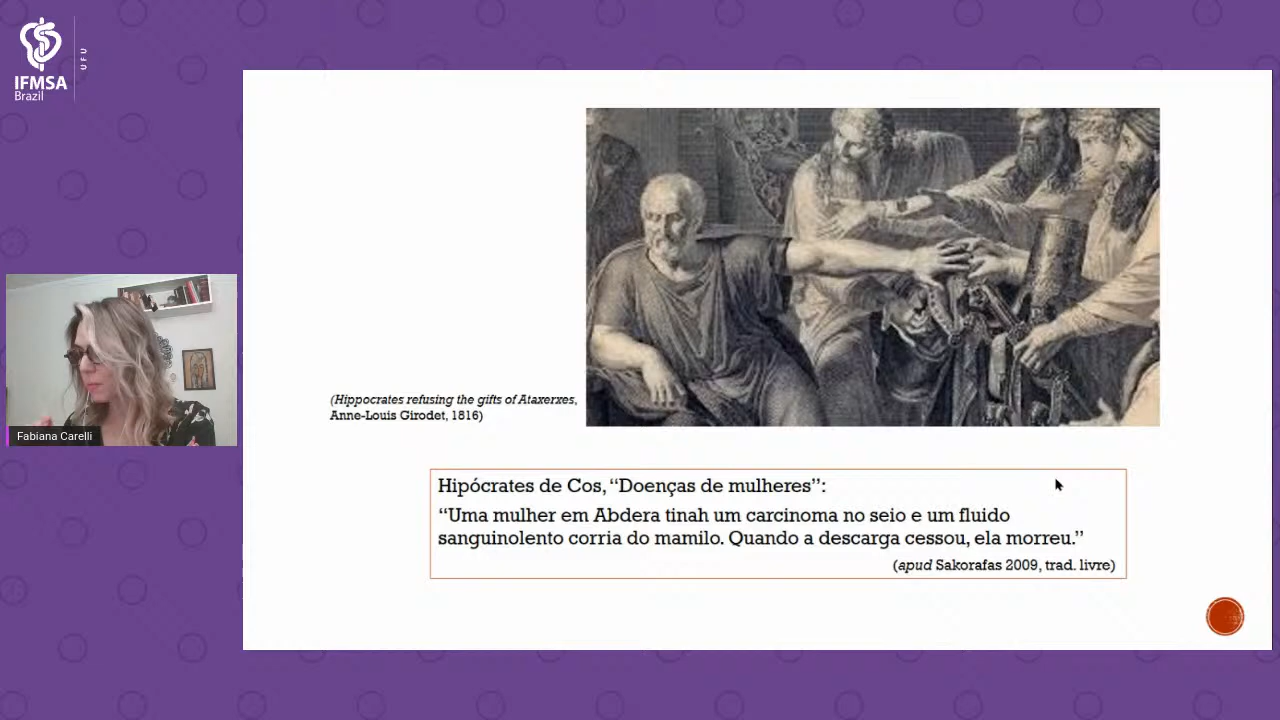 IFMSA
Brazil
UFU
(Hippocrates refusing the gifts of Ataxerxes,
Anne-Louis Girodet, 1816)
Fabiana Carelli
Hipócrates de Cos, “Doenças de mulheres”:
“Uma mulher em Abdera tinah um carcinoma no seio e um fluido
sanguinolento corria do mamilo. Quando a descarga cessou, ela morreu.”
(apud Sakorafas 2009, trad. livre)